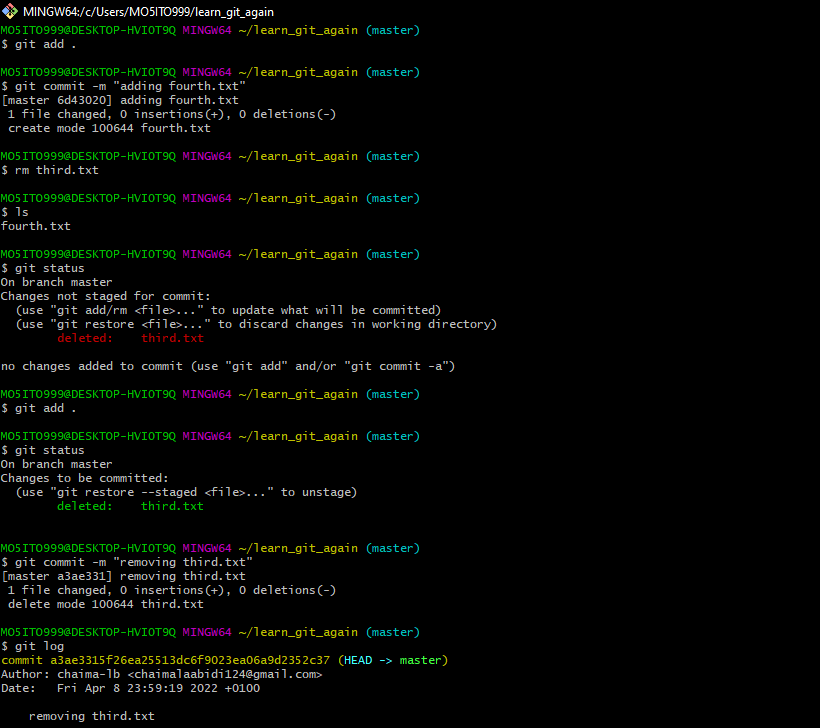 MINGW64:/c/Users/MO5ITO999/learn_git_again
MO5ITO999@DESKTOP-HVIOT9Q MINGW64 ~/learn_git_again (master)
$ git add .
MO5ITO999@DESKTOP-HVIOT9Q MINGW64 ~/learn_git_again (master)
$ git commit -m "adding fourth.txt"
[master 6d43020] adding fourth.txt
 1 file changed, 0 insertions(+), 0 deletions(-)
 create mode 100644 fourth.txt
MO5ITO999@DESKTOP-HVIOT9Q MINGW64 ~/learn_git_again (master)
$ rm third.txt
MO5ITO999@DESKTOP-HVIOT9Q MINGW64 ~/learn_git_again (master)
$ ls
fourth.txt
MO5ITO999@DESKTOP-HVIOT9Q MINGW64 ~/learn_git_again (master)
$ git status
On branch master
Changes not staged for commit:
  (use "git add/rm <file>..." to update what will be committed)
  (use "git restore <file>..." to discard changes in working directory)
        deleted:    third.txt
no changes added to commit (use "git add" and/or "git commit -a")
MO5ITO999@DESKTOP-HVIOT9Q MINGW64 ~/learn_git_again (master)
$ git add .
MO5ITO999@DESKTOP-HVIOT9Q MINGW64 ~/learn_git_again (master)
$ git status
On branch master
Changes to be committed:
  (use "git restore --staged <file>..." to unstage)
        deleted:    third.txt
MO5ITO999@DESKTOP-HVIOT9Q MINGW64 ~/learn_git_again (master)
$ git commit -m "removing third.txt"
[master a3ae331] removing third.txt
 1 file changed, 0 insertions(+), 0 deletions(-)
 delete mode 100644 third.txt
MO5ITO999@DESKTOP-HVIOT9Q MINGW64 ~/learn_git_again (master)
$ git log
commit a3ae3315f26ea25513dc6f9023ea06a9d2352c37 (HEAD -> master)
Author: chaima-lb <chaimalaabidi124@gmail.com>
Date:   Fri Apr 8 23:59:19 2022 +0100
    removing third.txt